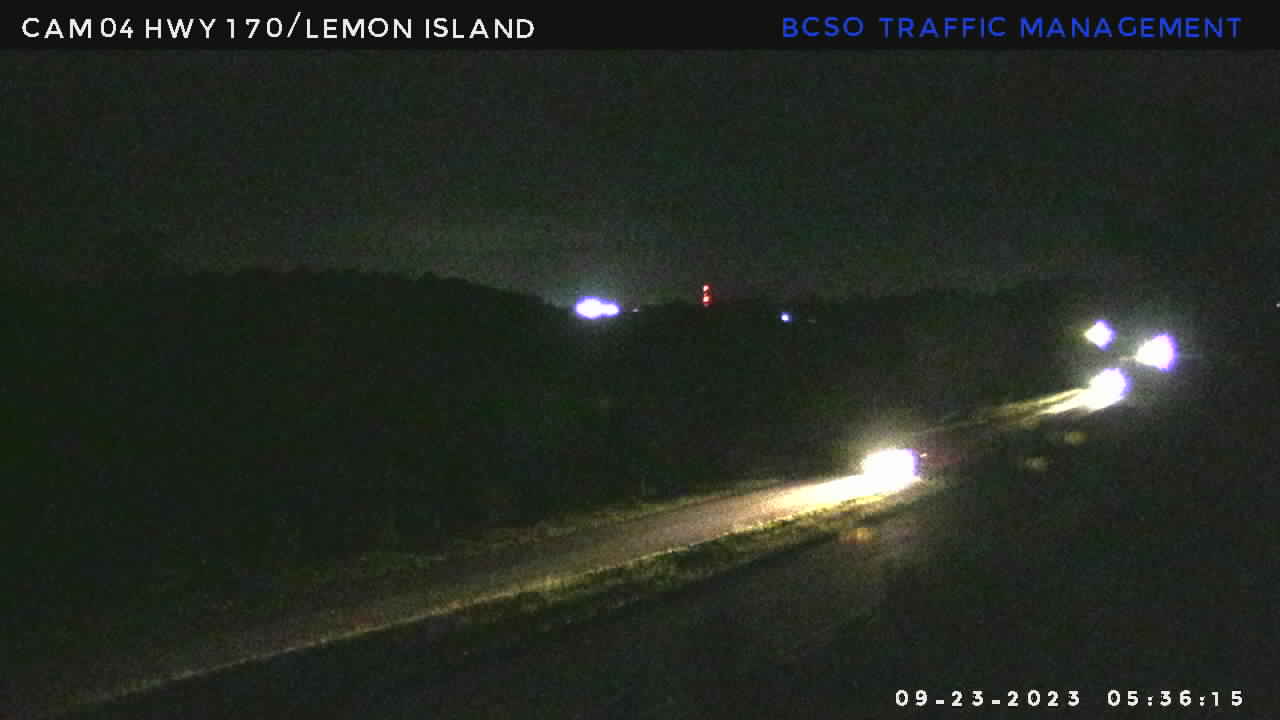 CAM04 HWY 170/LEMON ISLAND
BCSO TRAFFIC MANAGEMENT
09-23-2023 05:36:15